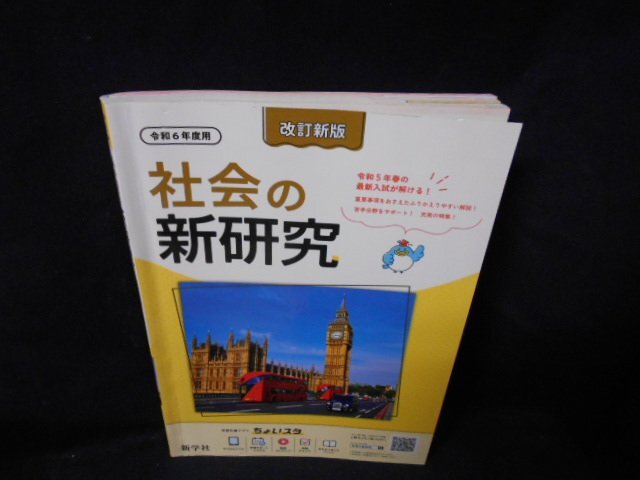 令和6年度用
改訂新版
社会の
新研究
令和5年春の
最新入試が解ける!
重要事項をおさえたふりかえりやすい解説!
苦手分野をサポート! 充実の特集!
ちょいスタ
新学社